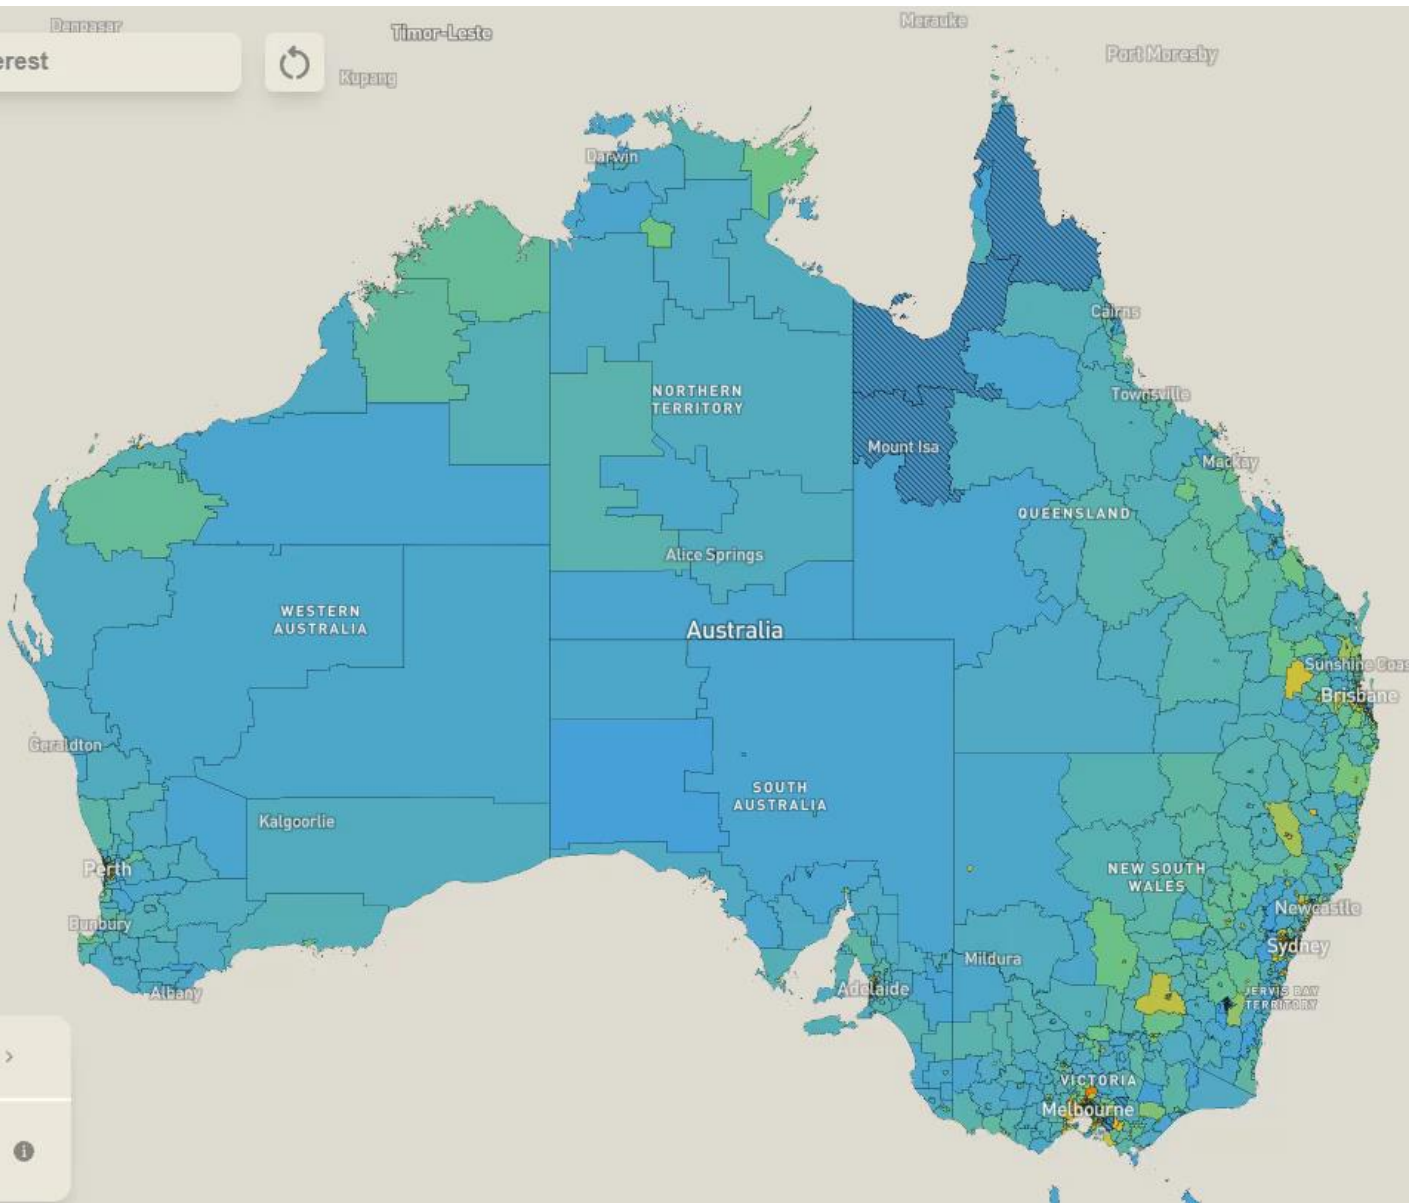 Denpasar
Timor-Leste
Merauke
Port Moresby
erest
Kupang
Darwin
Cairns
NORTHERN
TERRITORY
Townsville
Mount Isa
Mackay
QUEENSLAND
Alice Springs
WESTERN
AUSTRALIA
Australia
Sunshine Coas
Brisbane
Geraldton
SOUTH
AUSTRALIA
Kalgoorlie
Perth
NEW SOUTH
WALES
Newcastle
Bunbury
Sydney
Mildura
Albany
Adelaide
JERVIS BAY
TERRITORY
VICTORIA
Melbourne